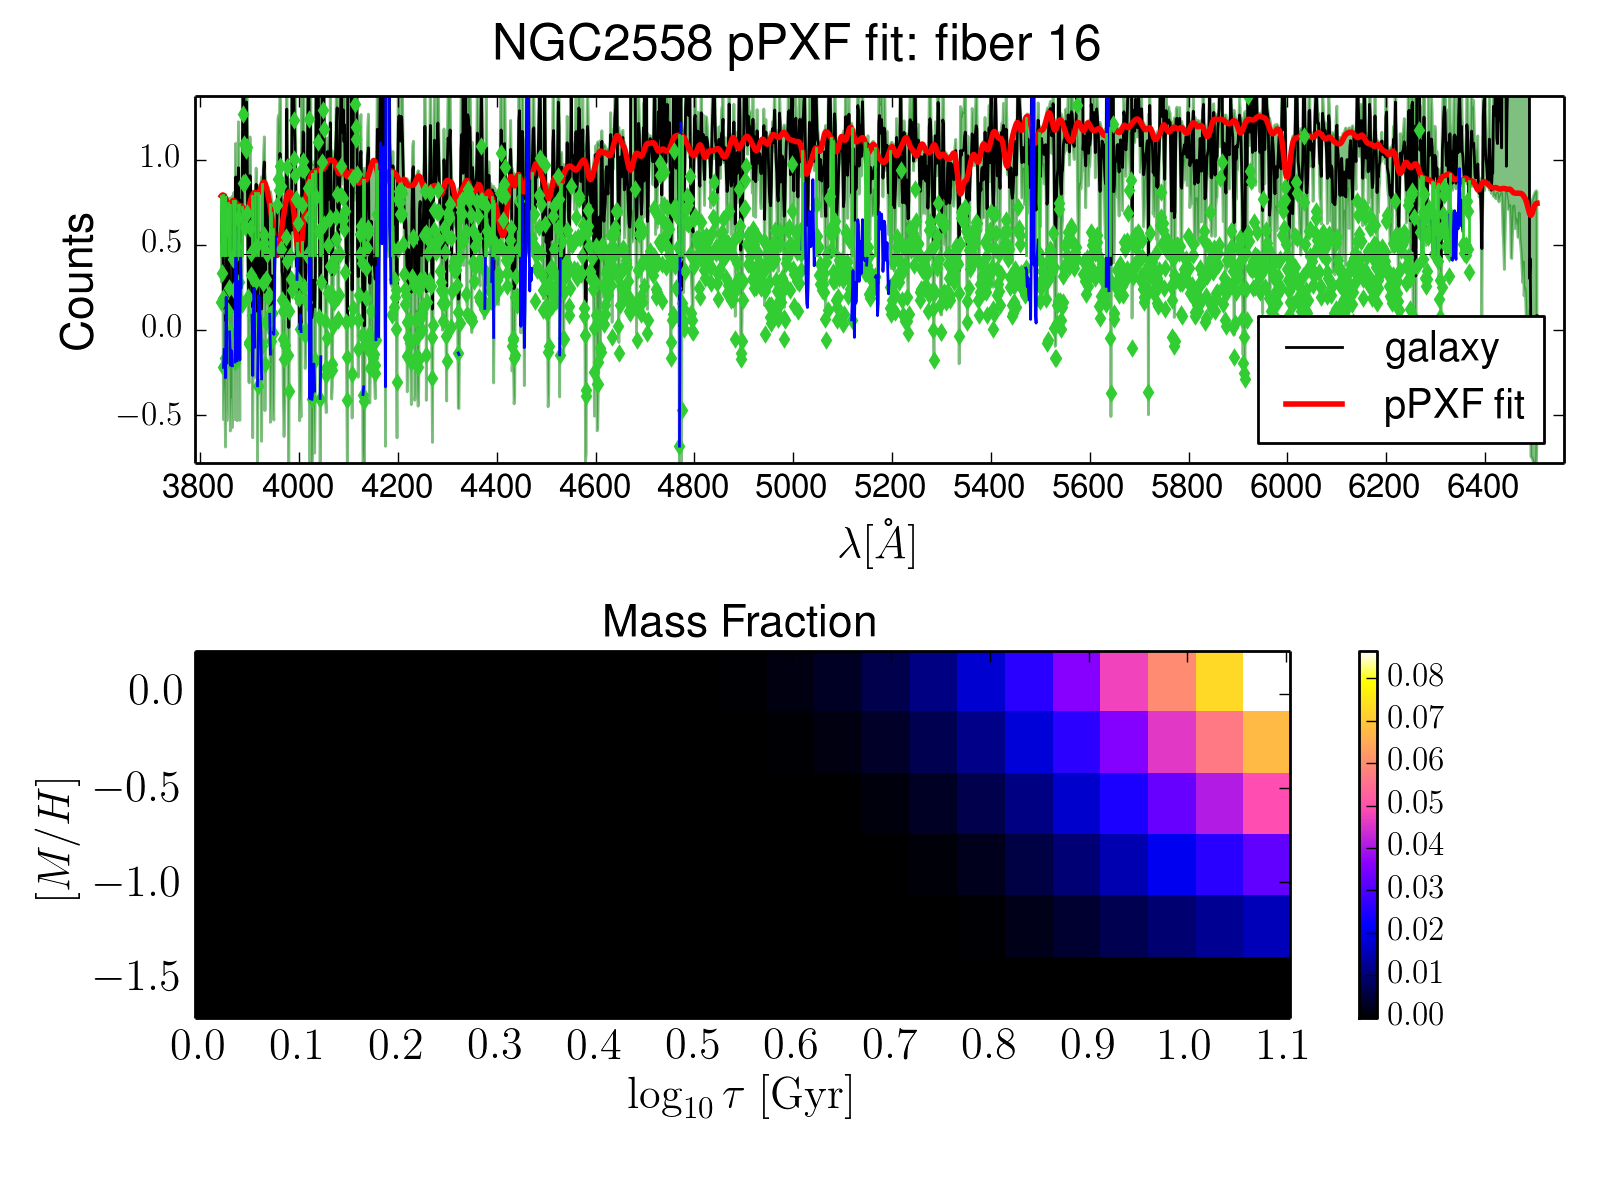 NGC2558 pPXF fit: fiber 16
Counts
1.0
0.5
0.0
−0.5
galaxy
pPXF fit
3800 4000 4200 4400 4600 4800 5000 5200 5400 5600 5800 6000 6200 6400
λ[Å]
Mass Fraction
[M/H]
0.0
−0.5
−1.0
−1.5
0.0 0.1 0.2 0.3 0.4 0.5 0.6 0.7 0.8 0.9 1.0 1.1
log₁₀ τ [Gyr]
0.08
0.07
0.06
0.05
0.04
0.03
0.02
0.01
0.00